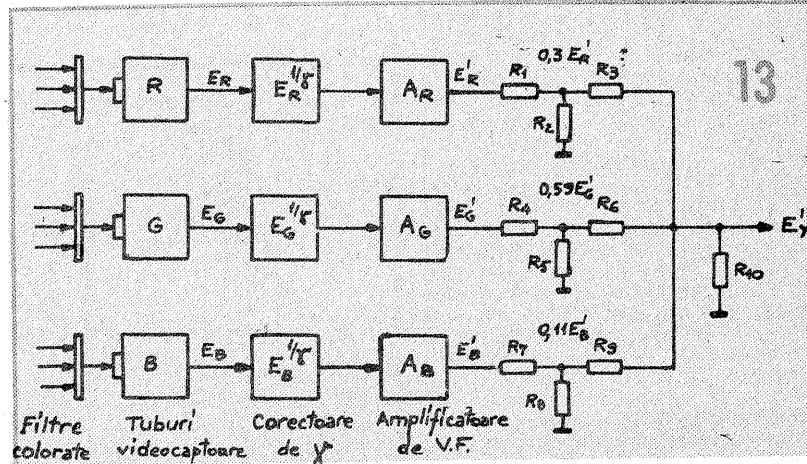 13
R E_R E_R^1/γ A_R E'_R R1 0,3 E'_R R3
R2
G E_G E_G^1/γ A_G E'_G R4 0,59E'_G R6 E'_y
R5 R10
B E_B E_B^1/γ A_B E'_B R7 0,11E'_B R9
R8
Filtre Tuburi Corectoare Amplificatoare
colorate videocaptoare de γ de V.F.